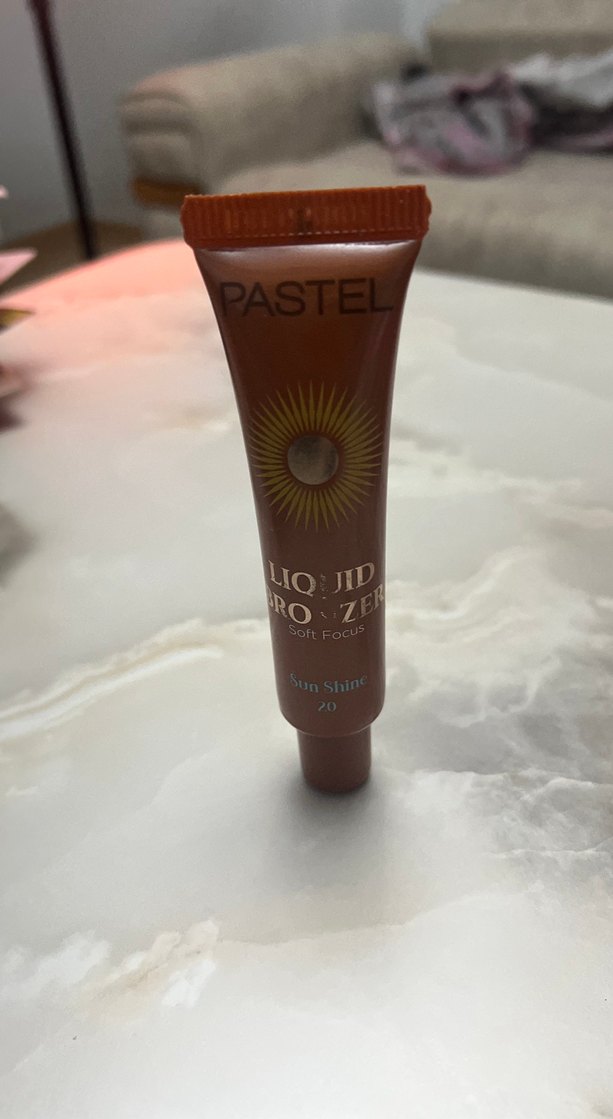 PASTEL
LIQUID
BRONZER
Soft Focus
Sun Shine
20